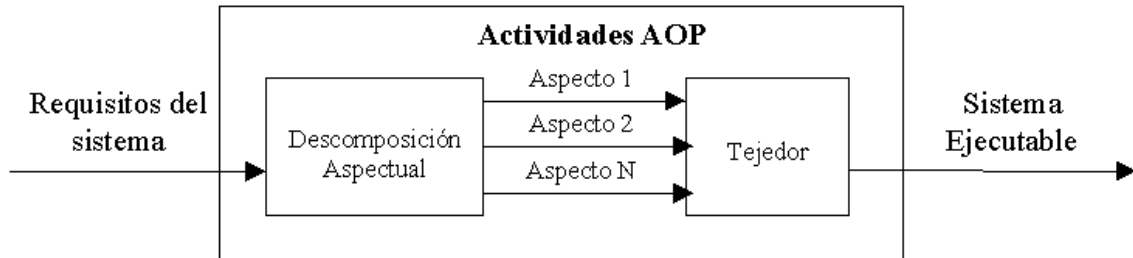 Actividades AOP
Requisitos del
sistema
Descomposición
Aspectual
Aspecto 1
Aspecto 2
Aspecto N
Tejedor
Sistema
Ejecutable